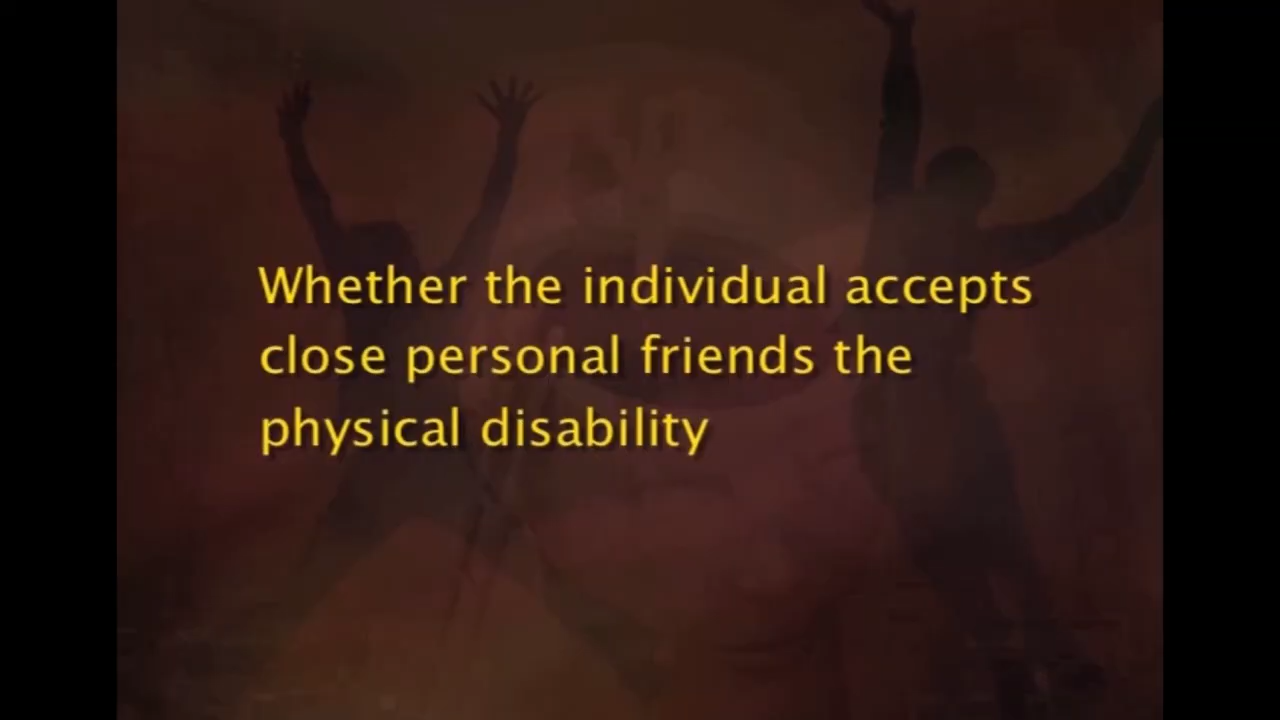 Whether the individual accepts
close personal friends the
physical disability